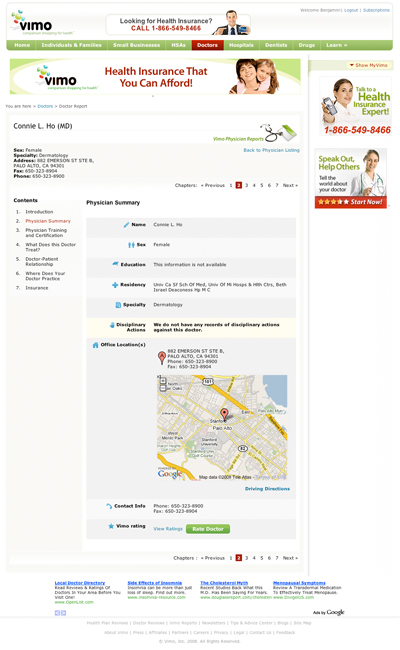 Welcome Benjamin! | Logout | Subscriptions
vimo
comparison shopping for health
Looking for Health Insurance?
CALL 1-866-549-8466
Home Individuals & Families Small Businesses HSAs Doctors Hospitals Dentists Drugs Learn »
vimo
comparison shopping for health
Health Insurance That
You Can Afford!
Show MyVimo
You are here > Doctors > Doctor Report
Talk to a
Health
Insurance
Expert!
1-866-549-8466
Connie L. Ho (MD)
Vimo Physician Reports
Back to Physician Listing
Sex: Female
Specialty: Dermatology
Address: 882 EMERSON ST STE B,
PALO ALTO, CA 94301
Fax: 650-323-8904
Phone: 650-323-8900
Speak Out,
Help Others
Tell the
world about
your doctor
Start Now!
Chapters: « Previous 1 2 3 4 5 6 7 Next »
Contents
1. Introduction
2. Physician Summary
3. Physician Training
and Certification
4. What Does this Doctor
Treat?
5. Doctor-Patient
Relationship
6. Where Does Your
Doctor Practice
7. Insurance
Physician Summary
Name Connie L. Ho
Sex Female
Education This information is not available
Residency Univ Ca Sf Sch Of Med, Univ Of Mi Hosps & Hlth Ctrs, Beth
Israel Deaconess Hp M C
Specialty Dermatology
Disciplinary
Actions
We do not have any records of disciplinary actions
against this doctor.
Office Location(s)
882 EMERSON ST STE B,
PALO ALTO, CA 94301
Phone: 650-323-8900
Fax: 650-323-8904
101
Stanford
Palo Alto
West
Menlo Park
Stanford
University
Google
Map data ©2008 Tele Atlas
Driving Directions
Contact Info Phone: 650-323-8900
Fax: 650-323-8904
Vimo rating View Ratings Rate Doctor
Chapters : « Previous 1 2 3 4 5 6 7 Next »
Local Doctor Directory
Read Reviews & Ratings Of
Doctors In Your Area Before You
Visit One!
www.OpenList.com
Side Effects of Insomnia
Insomnia can be more than just
loss of sleep. Find out more.
www.insomnia-resource.com
The Cholesterol Myth
Recent Studies Back What this
M.D. Has Been Saying For Years.
Menopausal Symptoms
Review A Transdermal Medication
To Effectively Treat Menopause.
Ads by Google
Health Plan Reviews | Doctor Reviews | Vimo Reports | Newsletters | Tips & Advice Center | Blogs | Site Map
About Vimo | Press | Affiliates | Partners | Careers | Privacy | Legal | Contact Us | Feedback
© Vimo, Inc. 2008. All Rights Reserved.